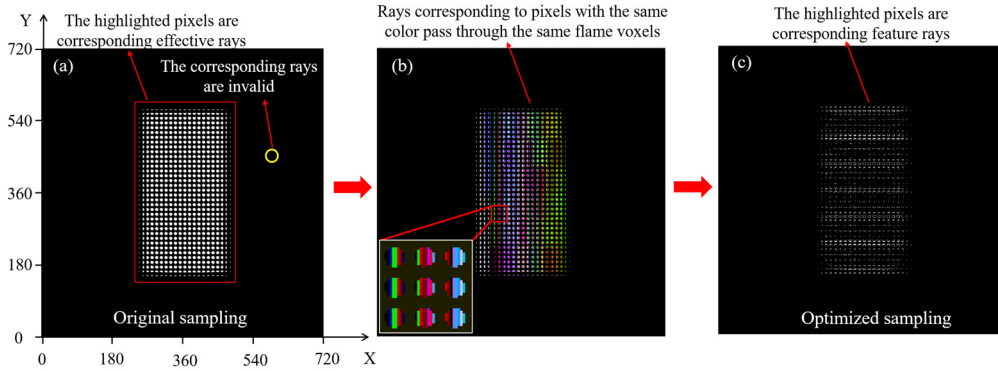 Y
The highlighted pixels are
corresponding effective rays
Rays corresponding to pixels with the same
color pass through the same flame voxels
The highlighted pixels are
corresponding feature rays
720
540
360
180
0
(a)
The corresponding rays
are invalid
Original sampling
0
180
360
540
720
X
(b)
(c)
Optimized sampling